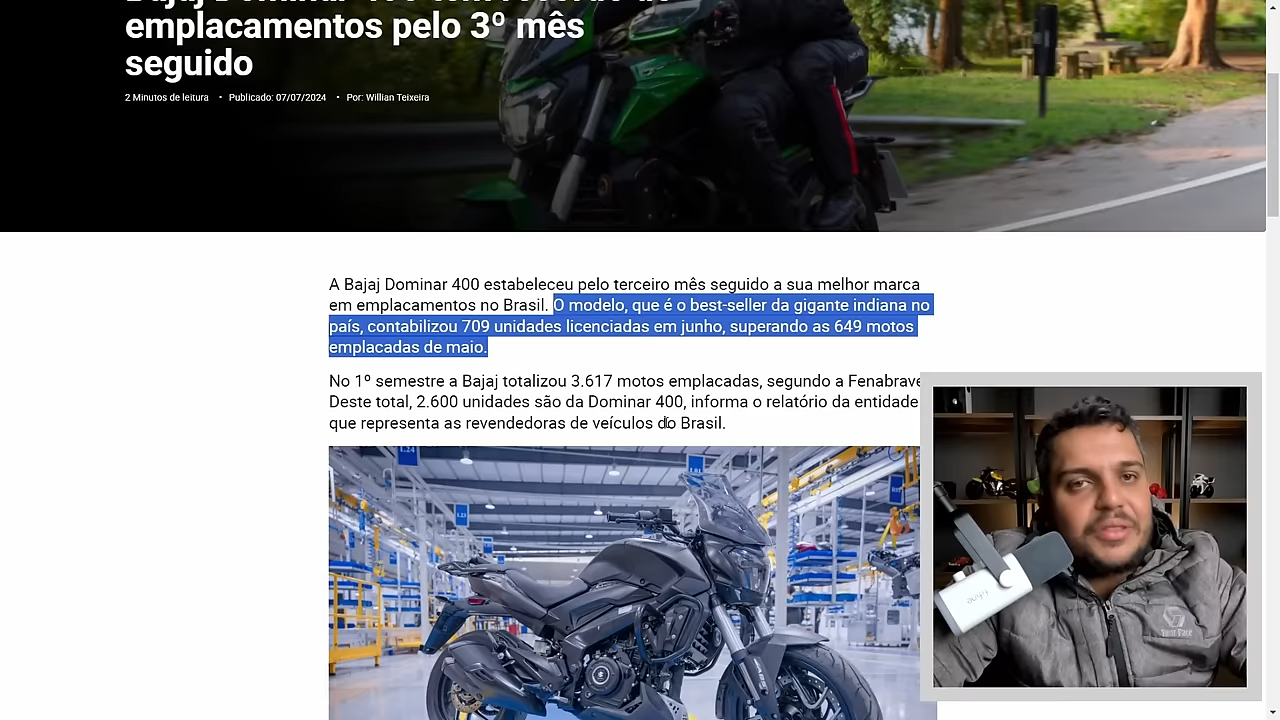 emplacamentos pelo 3º mês
seguido
2 Minutos de leitura • Publicado: 07/07/2024 • Por: Willian Teixeira
A Bajaj Dominar 400 estabeleceu pelo terceiro mês seguido a sua melhor marca
em emplacamentos no Brasil. O modelo, que é o best-seller da gigante indiana no
país, contabilizou 709 unidades licenciadas em junho, superando as 649 motos
emplacadas de maio.
No 1º semestre a Bajaj totalizou 3.617 motos emplacadas, segundo a Fenabrave
Deste total, 2.600 unidades são da Dominar 400, informa o relatório da entidade
que representa as revendedoras de veículos do Brasil.
L24
fifine